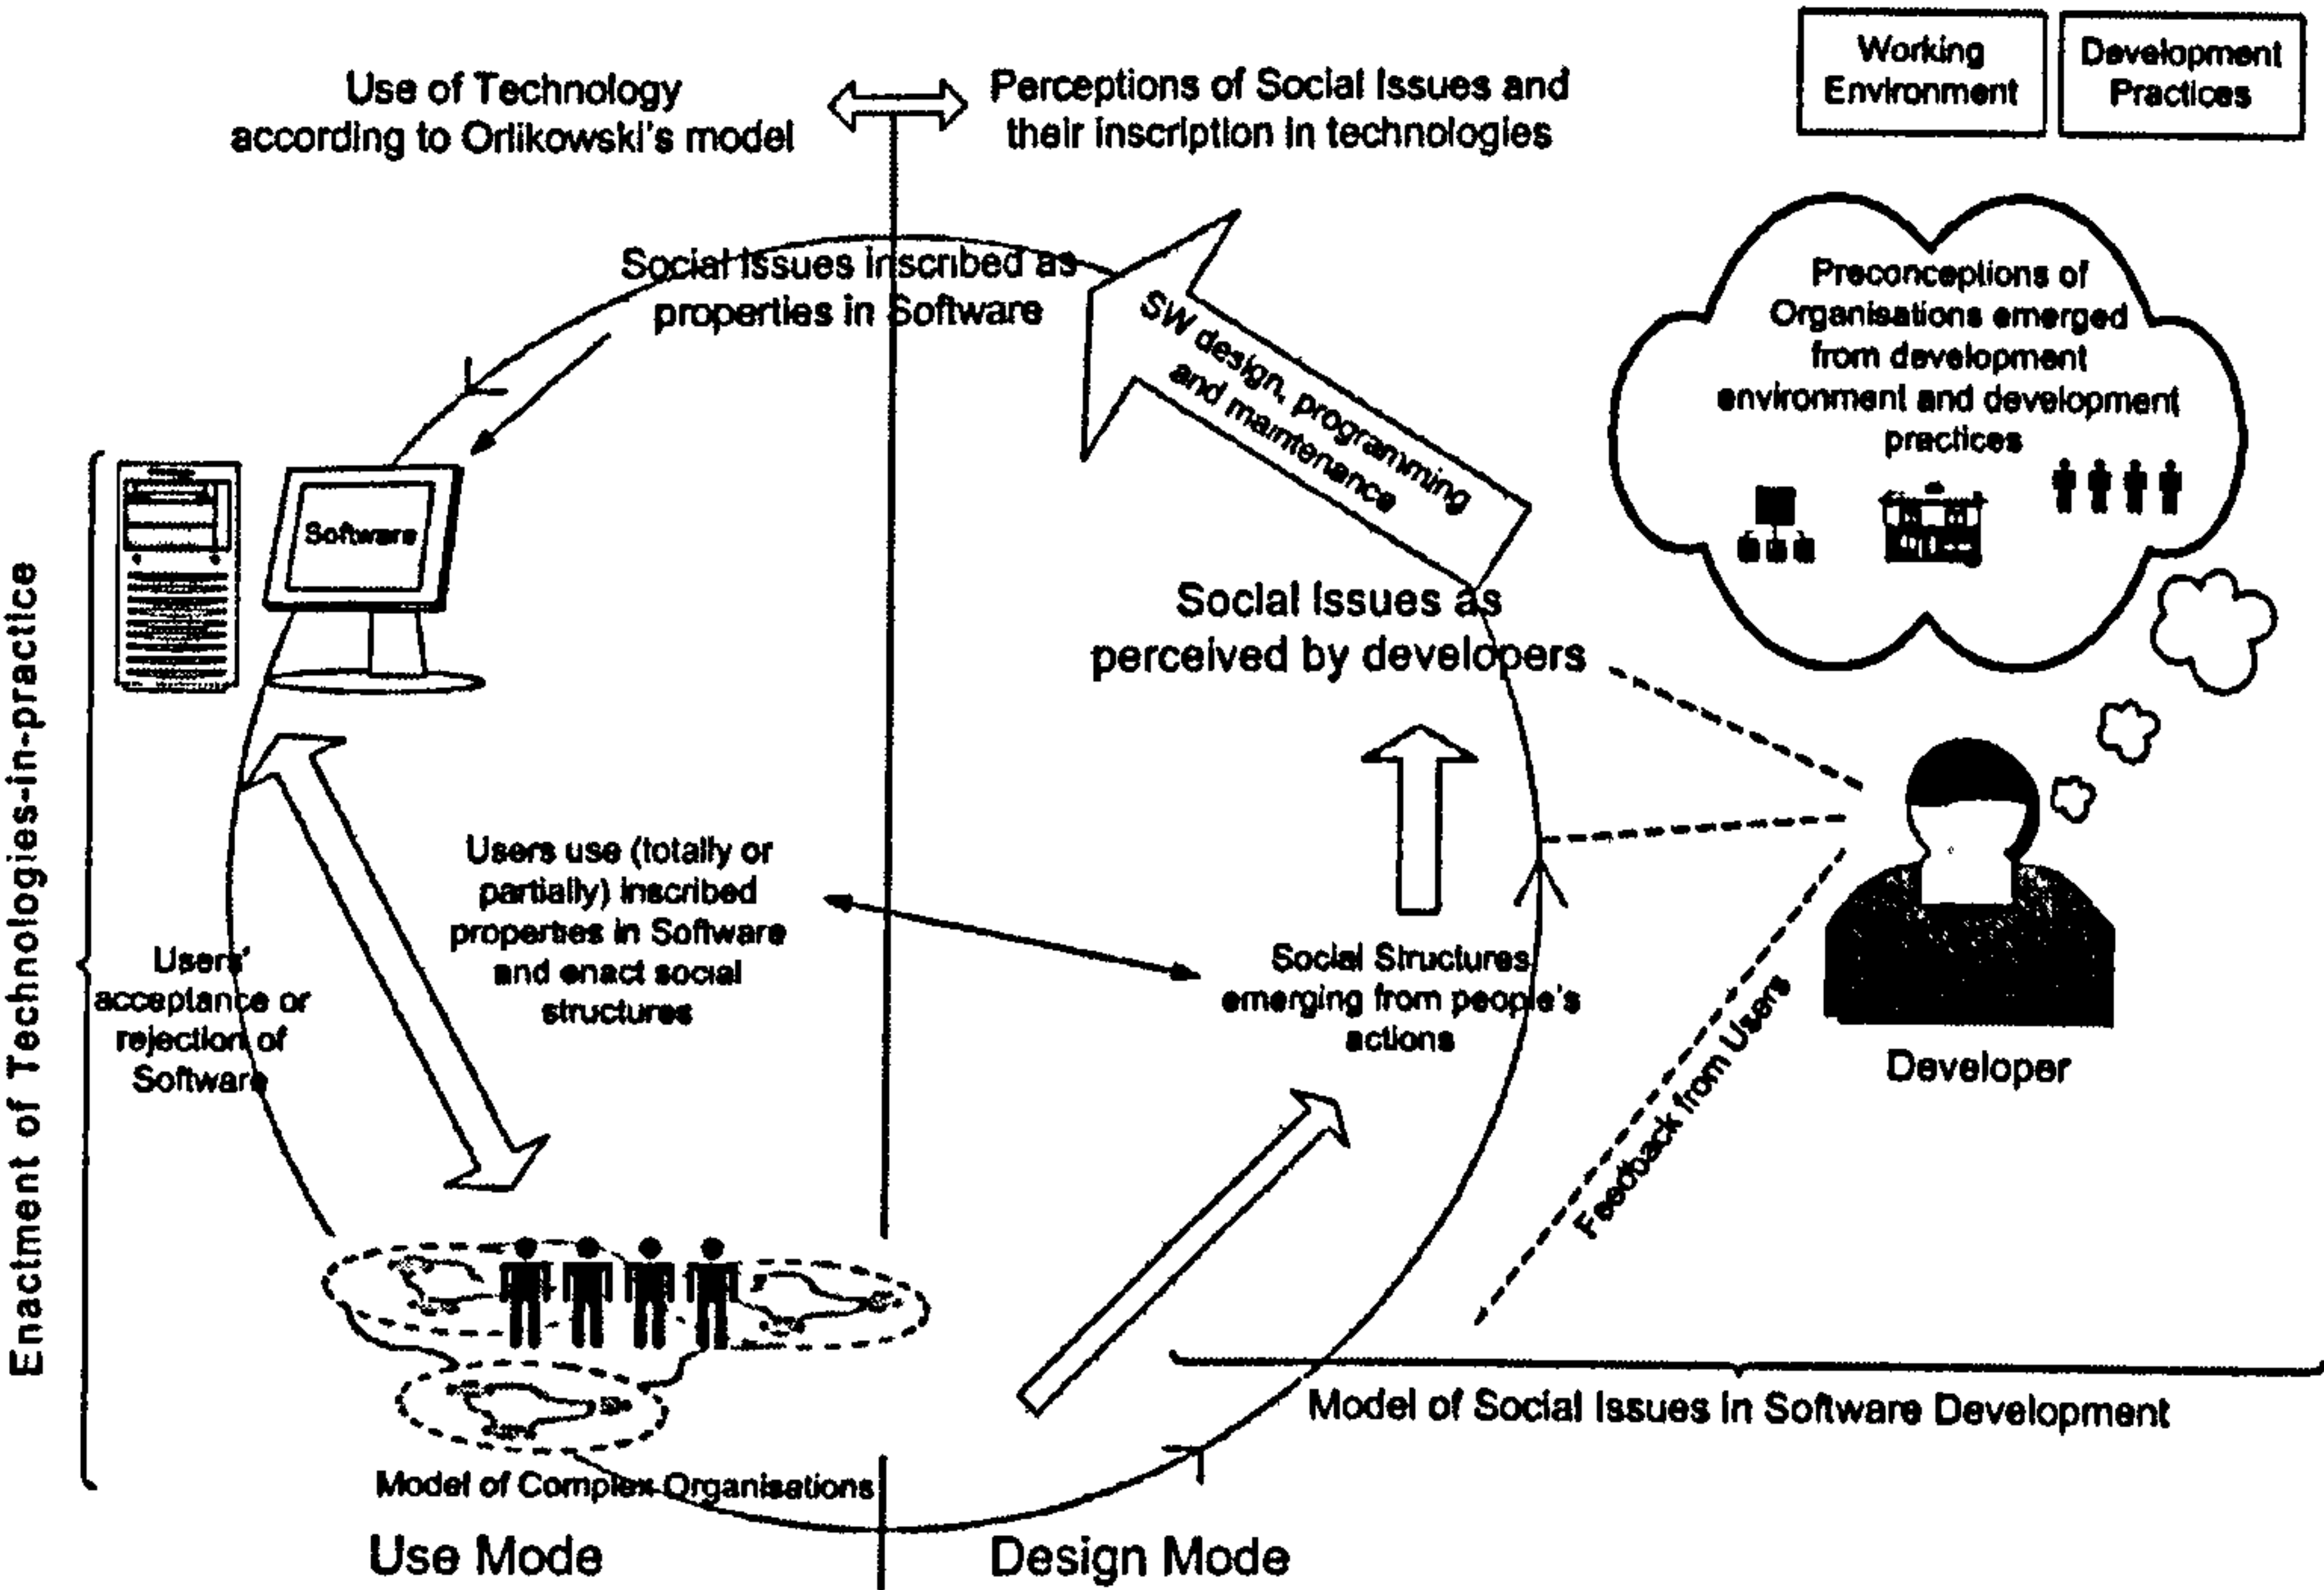 Use of Technology
according to Orlikowski's model
Perceptions of Social Issues and
their inscription in technologies
Working
Environment
Development
Practices
Social Issues inscribed as
properties in Software
SW design, programming
and maintenance
Preconceptions of
Organisations emerged
from development
environment and development
practices
Software
Social Issues as
perceived by developers
Enactment of Technologies-in-practice
Users use (totally or
partially) inscribed
properties in Software
and enact social
structures
Users'
acceptance or
rejection of
Software
Social Structures
emerging from people's
actions
Feedback from Users
Developer
Model of Social Issues in Software Development
Model of Complex Organisations
Use Mode
Design Mode